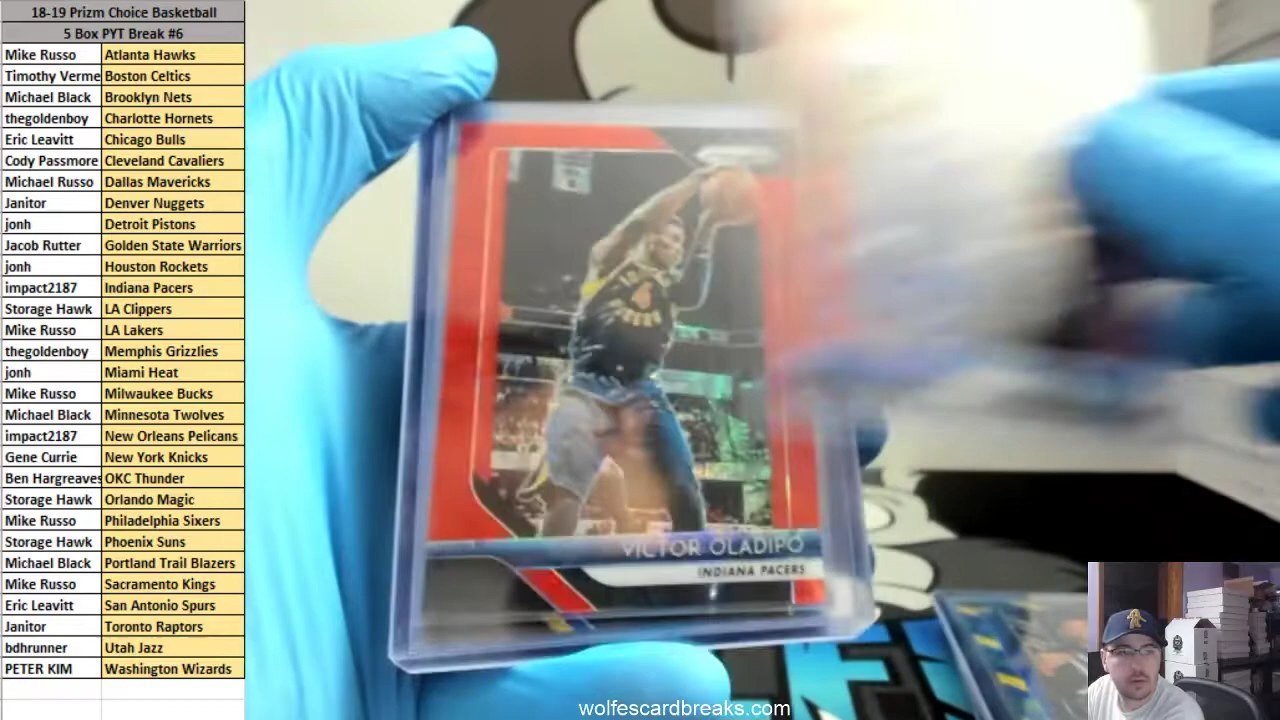 18-19 Prizm Choice Basketball
5 Box PYT Break #6
Mike Russo Atlanta Hawks
Timothy Verme Boston Celtics
Michael Black Brooklyn Nets
thegoldenboy Charlotte Hornets
Eric Leavitt Chicago Bulls
Cody Passmore Cleveland Cavaliers
Michael Russo Dallas Mavericks
Janitor Denver Nuggets
jonh Detroit Pistons
Jacob Rutter Golden State Warriors
jonh Houston Rockets
impact2187 Indiana Pacers
Storage Hawk LA Clippers
Mike Russo LA Lakers
thegoldenboy Memphis Grizzlies
jonh Miami Heat
Mike Russo Milwaukee Bucks
Michael Black Minnesota Twolves
impact2187 New Orleans Pelicans
Gene Currie New York Knicks
Ben Hargreaves OKC Thunder
Storage Hawk Orlando Magic
Mike Russo Philadelphia Sixers
Storage Hawk Phoenix Suns
Michael Black Portland Trail Blazers
Mike Russo Sacramento Kings
Eric Leavitt San Antonio Spurs
Janitor Toronto Raptors
bdhrunner Utah Jazz
PETER KIM Washington Wizards
VICTOR OLADIPO
INDIANA PACERS
wolfescardbreaks.com